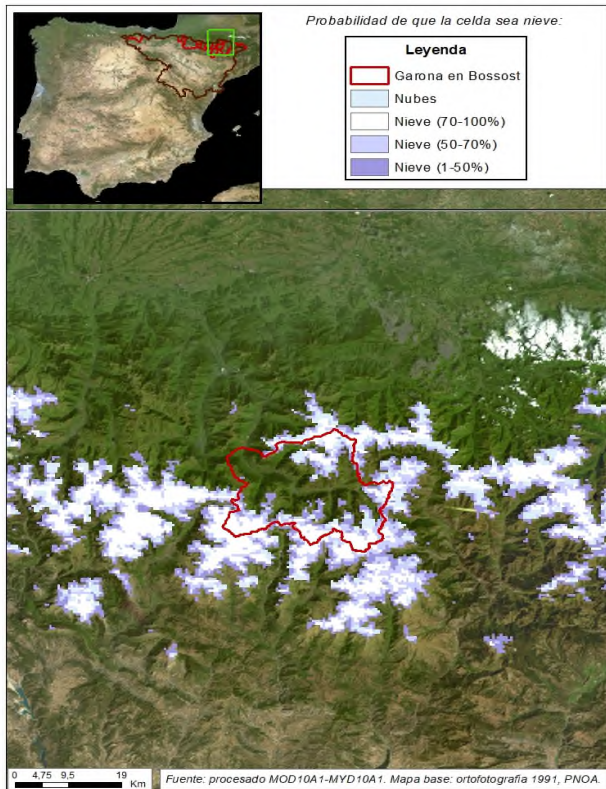 Probabilidad de que la celda sea nieve:
Leyenda
Garona en Bossost
Nubes
Nieve (70-100%)
Nieve (50-70%)
Nieve (1-50%)
0 4,75 9,5 19
Km
Fuente: procesado MOD10A1-MYD10A1. Mapa base: ortofotografia 1991, PNOA.